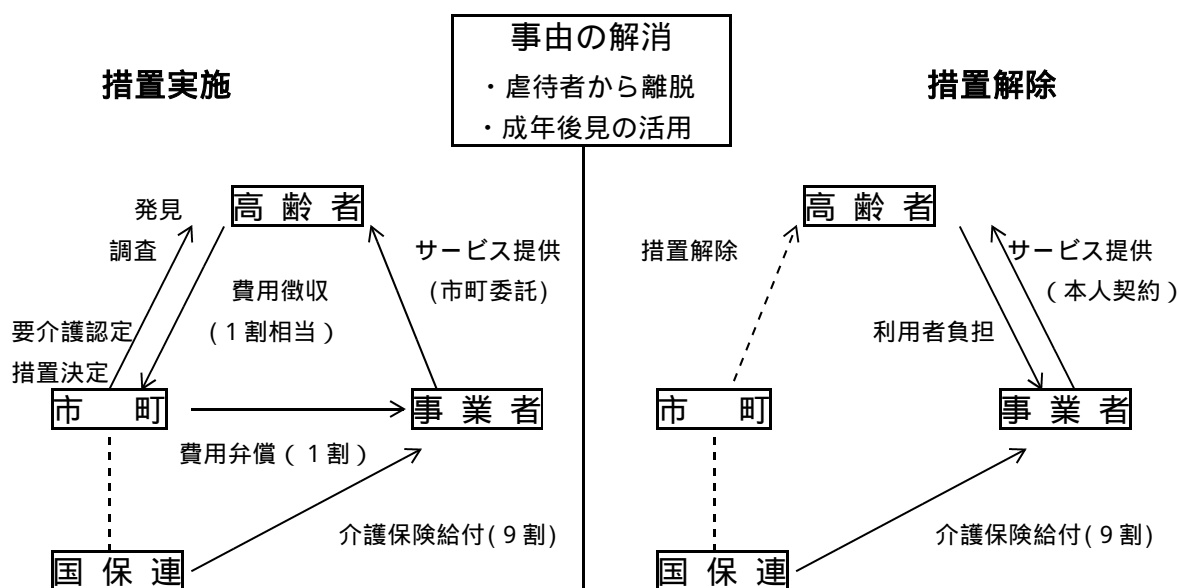 事由の解消
・虐待者から離脱
・成年後見の活用
措置実施
発見
調査
高 齢 者
サービス提供
(市町委託)
費用徴収
(１割相当)
要介護認定
措置決定
市 町
事 業 者
費用弁償(１割)
介護保険給付(９割)
国 保 連
措置解除
高 齢 者
措置解除
サービス提供
(本人契約)
利用者負担
市 町
事 業 者
介護保険給付(９割)
国 保 連